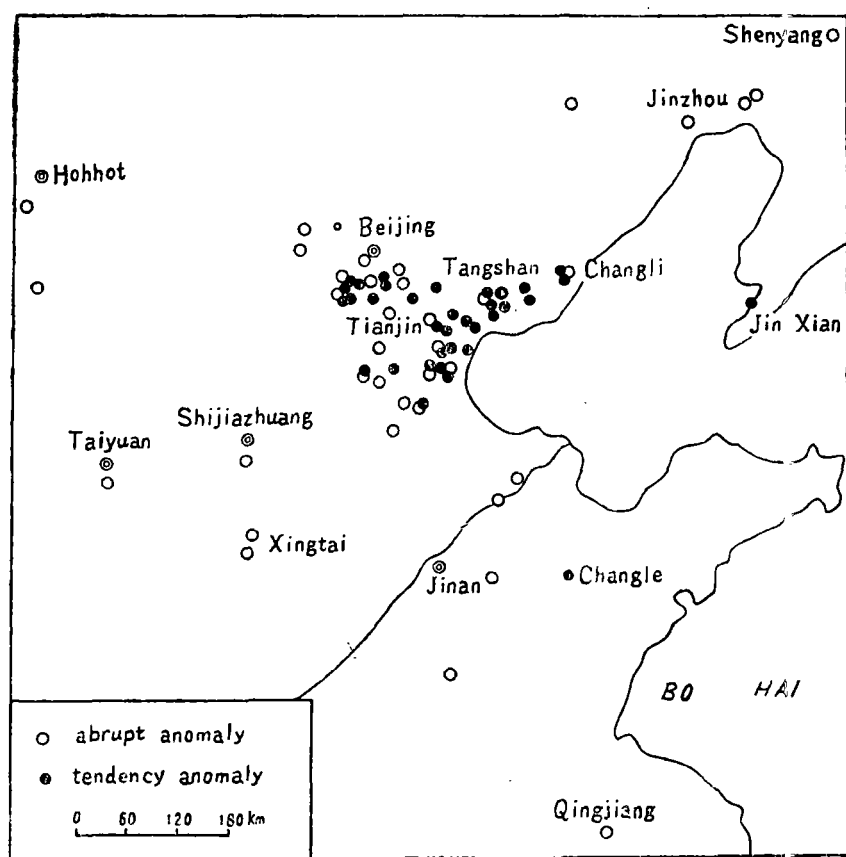 Shenyang
Jinzhou
Hohhot
Beijing
Tangshan
Changli
Tianjin
Jin Xian
Shijiazhuang
Taiyuan
Xingtai
Jinan
Changle
BO HAI
abrupt anomaly
tendency anomaly
0 60 120 180 Km
Qingjiang